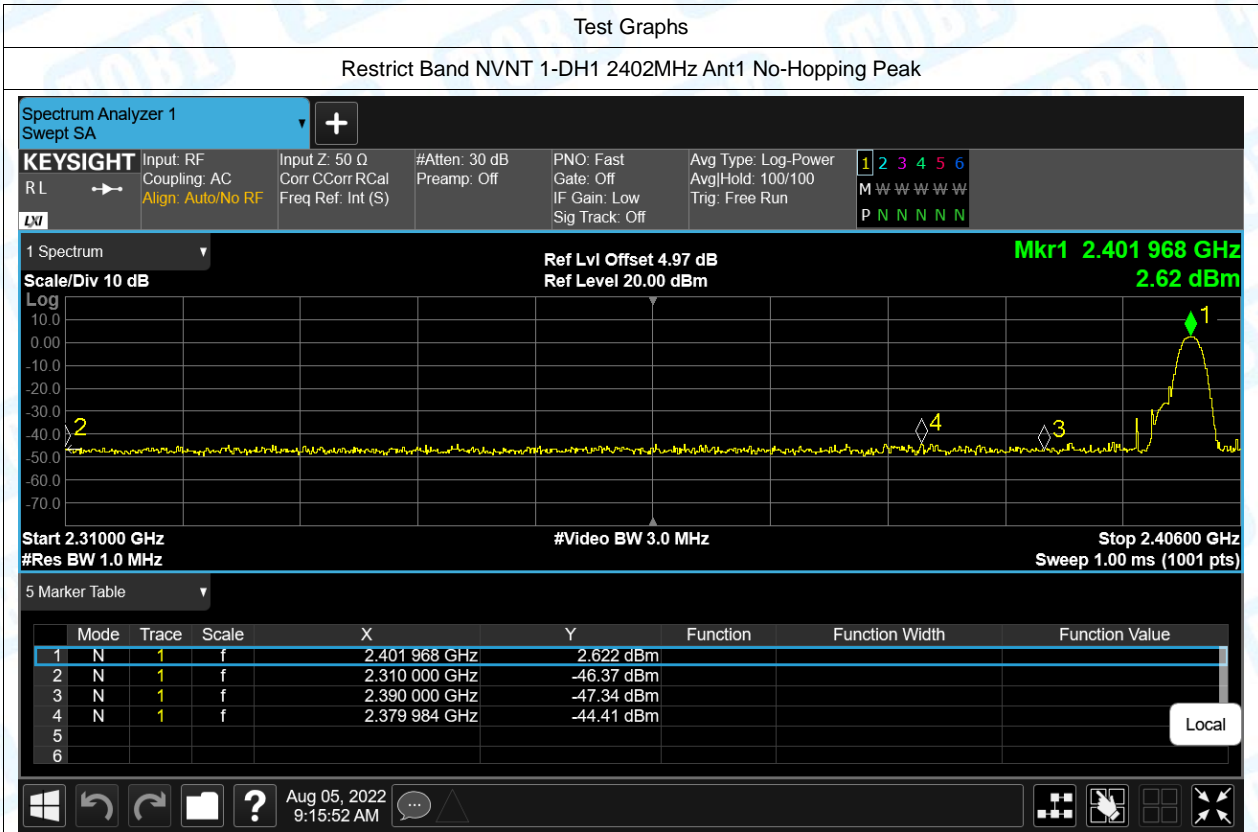 Test Graphs
Restrict Band NVNT 1-DH1 2402MHz Ant1 No-Hopping Peak
Spectrum Analyzer 1
Swept SA
KEYSIGHT Input: RF Input Z: 50 Ω #Atten: 30 dB PNO: Fast Avg Type: Log-Power 1 2 3 4 5 6
RL Coupling: AC Corr CCorr RCal Preamp: Off Gate: Off Avg|Hold: 100/100 M W W W W W
Align: Auto/No RF Freq Ref: Int (S) IF Gain: Low Trig: Free Run
LXI Sig Track: Off P N N N N N
1 Spectrum Ref Lvl Offset 4.97 dB Mkr1 2.401 968 GHz
Scale/Div 10 dB Ref Level 20.00 dBm 2.62 dBm
Log
10.0 1
0.00
-10.0
-20.0
-30.0
-40.0 2 4 3
-50.0
-60.0
-70.0
Start 2.31000 GHz #Video BW 3.0 MHz Stop 2.40600 GHz
#Res BW 1.0 MHz Sweep 1.00 ms (1001 pts)
5 Marker Table
Mode Trace Scale X Y Function Function Width Function Value
1 N 1 f 2.401 968 GHz 2.622 dBm
2 N 1 f 2.310 000 GHz -46.37 dBm
3 N 1 f 2.390 000 GHz -47.34 dBm
4 N 1 f 2.379 984 GHz -44.41 dBm
5
6
Local
? Aug 05, 2022
9:15:52 AM
TOBY